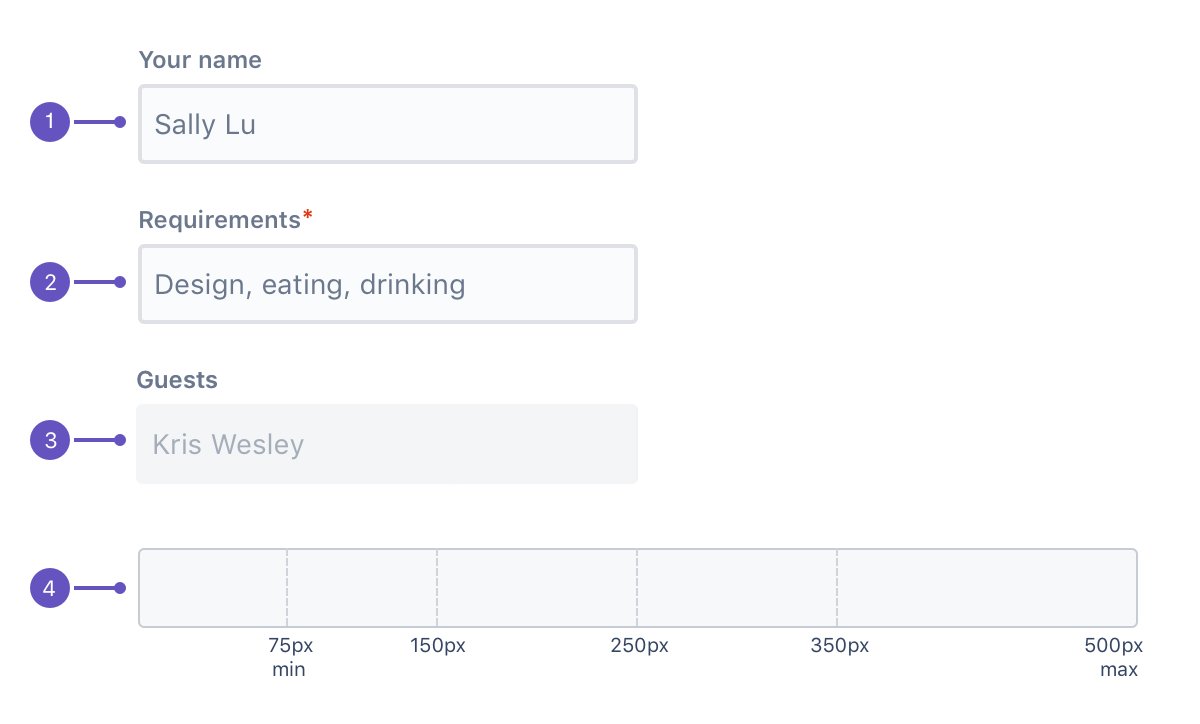 Your name
1
Sally Lu
Requirements*
2
Design, eating, drinking
Guests
3
Kris Wesley
4
75px 150px 250px 350px 500px
min max